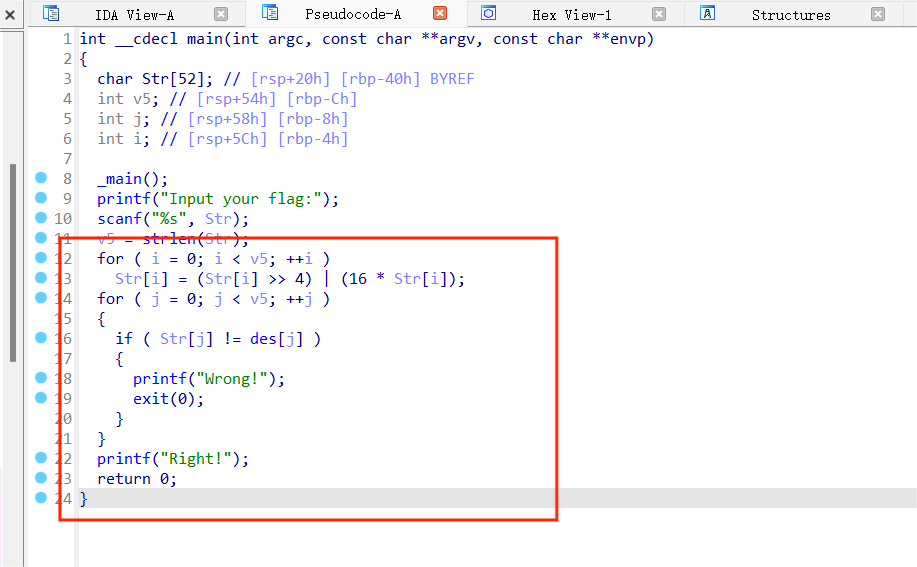 IDA View-A Pseudocode-A Hex View-1 Structures
1 int __cdecl main(int argc, const char **argv, const char **envp)
2 {
3   char Str[52]; // [rsp+20h] [rbp-40h] BYREF
4   int v5; // [rsp+54h] [rbp-Ch]
5   int j; // [rsp+58h] [rbp-8h]
6   int i; // [rsp+5Ch] [rbp-4h]
7
8   _main();
9   printf("Input your flag:");
10   scanf("%s", Str);
11   v5 = strlen(Str);
12   for ( i = 0; i < v5; ++i )
13     Str[i] = (Str[i] >> 4) | (16 * Str[i]);
14   for ( j = 0; j < v5; ++j )
15   {
16     if ( Str[j] != des[j] )
17     {
18       printf("Wrong!");
19       exit(0);
20     }
21   }
22   printf("Right!");
23   return 0;
24 }